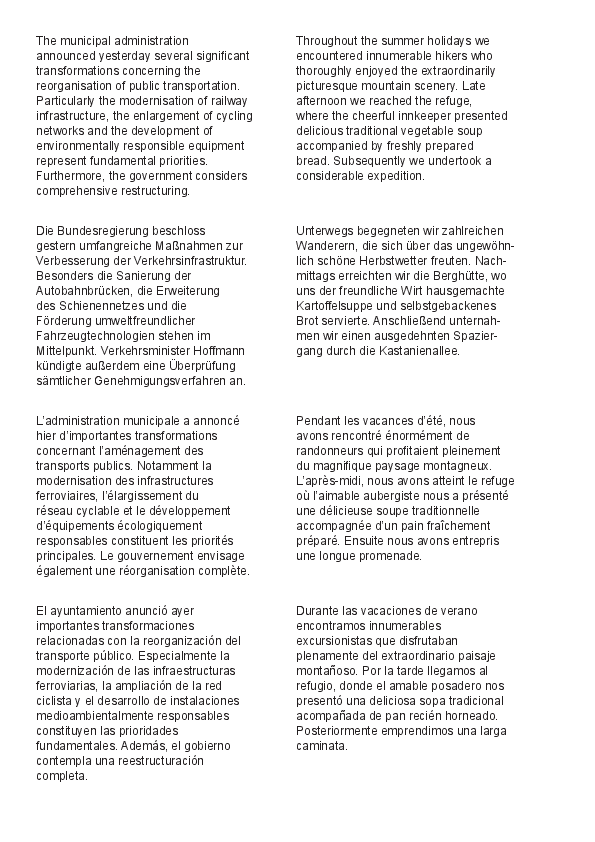 The municipal administration
announced yesterday several significant
transformations concerning the
reorganisation of public transportation.
Particularly the modernisation of railway
infrastructure, the enlargement of cycling
networks and the development of
environmentally responsible equipment
represent fundamental priorities.
Furthermore, the government considers
comprehensive restructuring.

Throughout the summer holidays we
encountered innumerable hikers who
thoroughly enjoyed the extraordinarily
picturesque mountain scenery. Late
afternoon we reached the refuge,
where the cheerful innkeeper presented
delicious traditional vegetable soup
accompanied by freshly prepared
bread. Subsequently we undertook a
considerable expedition.

Die Bundesregierung beschloss
gestern umfangreiche Maßnahmen zur
Verbesserung der Verkehrsinfrastruktur.
Besonders die Sanierung der
Autobahnbrücken, die Erweiterung
des Schienennetzes und die
Förderung umweltfreundlicher
Fahrzeugtechnologien stehen im
Mittelpunkt. Verkehrsminister Hoffmann
kündigte außerdem eine Überprüfung
sämtlicher Genehmigungsverfahren an.

Unterwegs begegneten wir zahlreichen
Wanderern, die sich über das ungewöhn-
lich schöne Herbstwetter freuten. Nach-
mittags erreichten wir die Berghütte, wo
uns der freundliche Wirt hausgemachte
Kartoffelsuppe und selbstgebackenes
Brot servierte. Anschließend unternah-
men wir einen ausgedehnten Spazier-
gang durch die Kastanienallee.

L'administration municipale a annoncé
hier d'importantes transformations
concernant l'aménagement des
transports publics. Notamment la
modernisation des infrastructures
ferroviaires, l'élargissement du
réseau cyclable et le développement
d'équipements écologiquement
responsables constituent les priorités
principales. Le gouvernement envisage
également une réorganisation complète.

Pendant les vacances d'été, nous
avons rencontré énormément de
randonneurs qui profitaient pleinement
du magnifique paysage montagneux.
L'après-midi, nous avons atteint le refuge
où l'aimable aubergiste nous a présenté
une délicieuse soupe traditionnelle
accompagnée d'un pain fraîchement
préparé. Ensuite nous avons entrepris
une longue promenade.

El ayuntamiento anunció ayer
importantes transformaciones
relacionadas con la reorganización del
transporte público. Especialmente la
modernización de las infraestructuras
ferroviarias, la ampliación de la red
ciclista y el desarrollo de instalaciones
medioambientalmente responsables
constituyen las prioridades
fundamentales. Además, el gobierno
contempla una reestructuración
completa.

Durante las vacaciones de verano
encontramos innumerables
excursionistas que disfrutaban
plenamente del extraordinario paisaje
montañoso. Por la tarde llegamos al
refugio, donde el amable posadero nos
presentó una deliciosa sopa tradicional
acompañada de pan recién horneado.
Posteriormente emprendimos una larga
caminata.